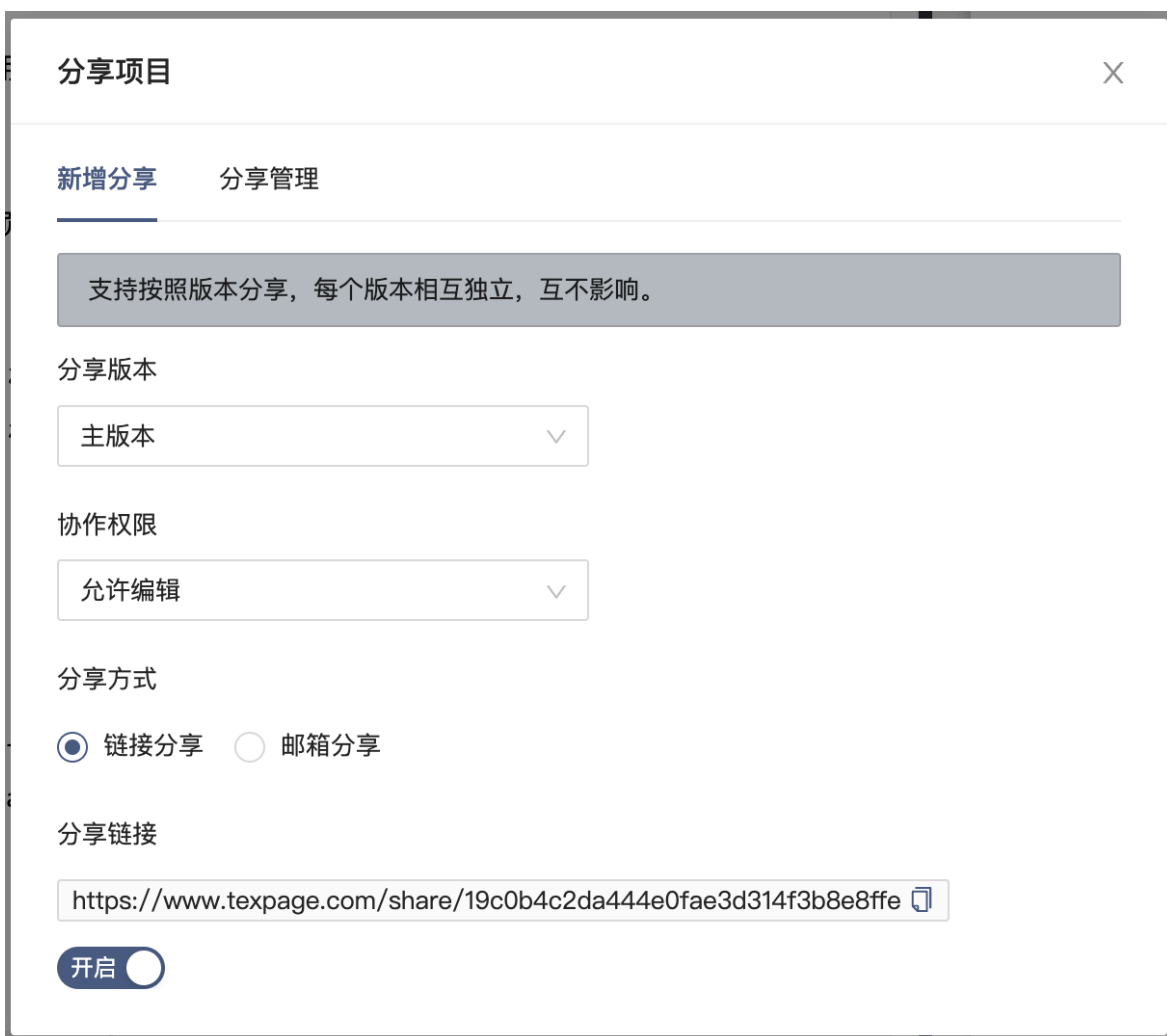 分享项目
新增分享 分享管理
支持按照版本分享，每个版本相互独立，互不影响。
分享版本
主版本
协作权限
允许编辑
分享方式
链接分享 邮箱分享
分享链接
https://www.texpage.com/share/19c0b4c2da444e0fae3d314f3b8e8ffe
开启